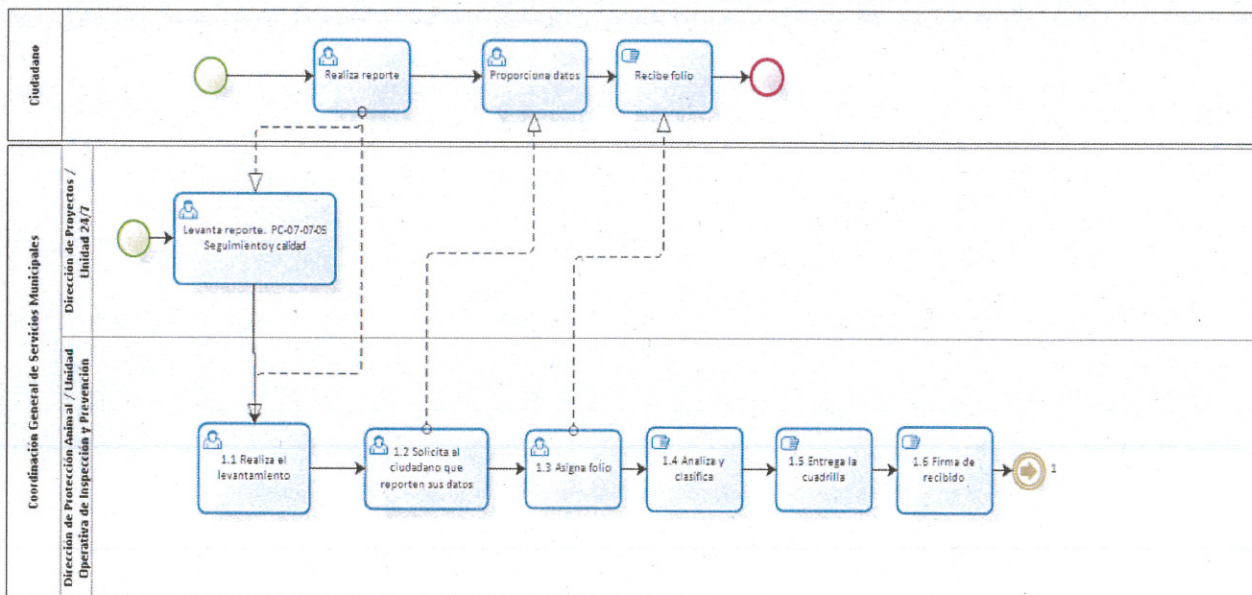 Ciudadano
Realiza reporte
Proporciona datos
Recibe folio
Coordinación General de Servicios Municipales
Dirección de Proyectos /
Unidad 24/7
Levanta reporte. PC-07-07-05
Seguimiento y calidad
Dirección de Protección Animal / Unidad
Operativa de Inspección y Prevención
1.1 Realiza el
levantamiento
1.2 Solicita al
ciudadano que
reporten sus datos
1.3 Asigna folio
1.4 Analiza y
clasifica
1.5 Entrega la
cuadrilla
1.6 Firma de
recibido
1